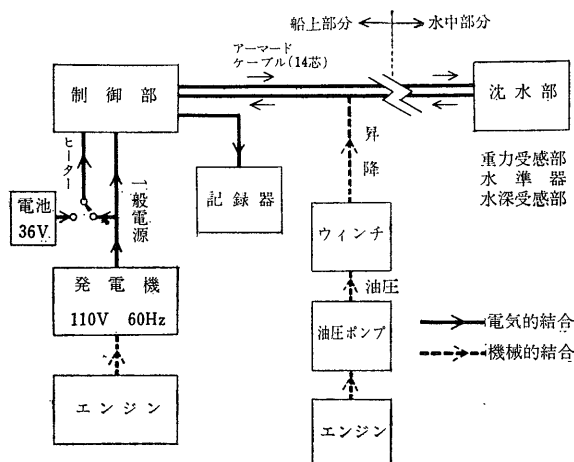 船上部分
水中部分
アーマード
ケーブル(14芯)
制御部
沈水部
ヒーター
一般電源
昇
降
重力受感部
水準器
水深受感部
記録器
電池
36V
ウィンチ
油圧
発電機
110V 60Hz
油圧ポンプ
電気的結合
機械的結合
エンジン
エンジン